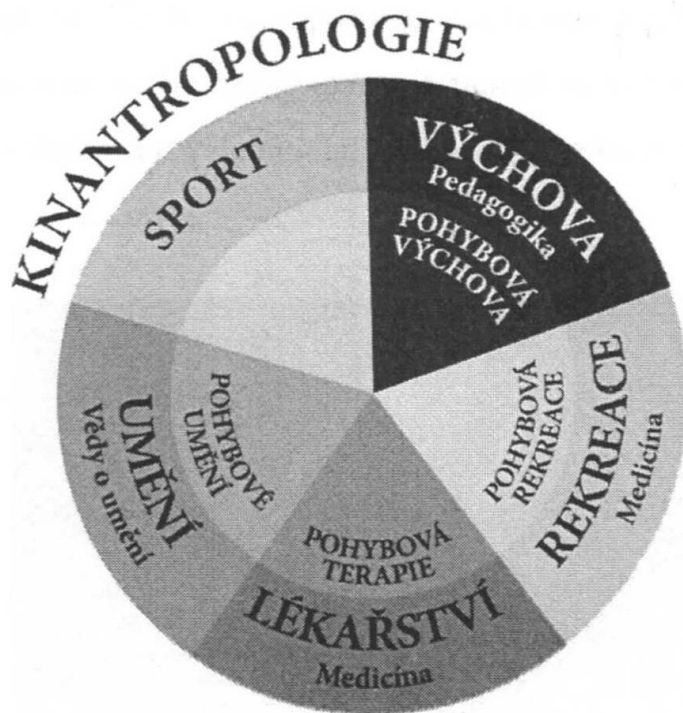 KINANTROPOLOGIE
SPORT
VÝCHOVA
Pedagogika
POHYBOVÁ
VÝCHOVA
POHYBOVÁ
REKREACE
REKREACE
Medicína
POHYBOVÁ
TERAPIE
LÉKAŘSTVÍ
Medicína
POHYBOVÉ
UMĚNÍ
UMĚNÍ
Vědy o umění